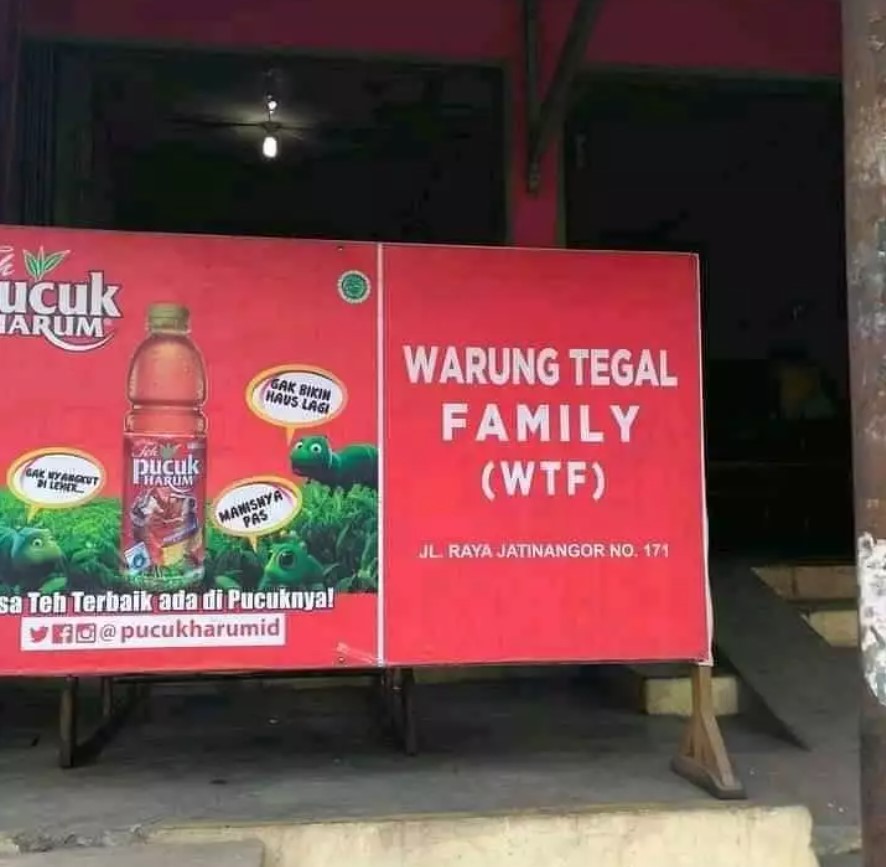 ucuk
HARUM
GAK BIKIN
HAUS LAGI
GAK NYANGKUT
DI LEHER...
Teh
pucuk
HARUM
MANISNYA
PAS
sa Teh Terbaik ada di Pucuknya!
@pucukharumid
WARUNG TEGAL
FAMILY
(WTF)
JL. RAYA JATINANGOR NO. 171